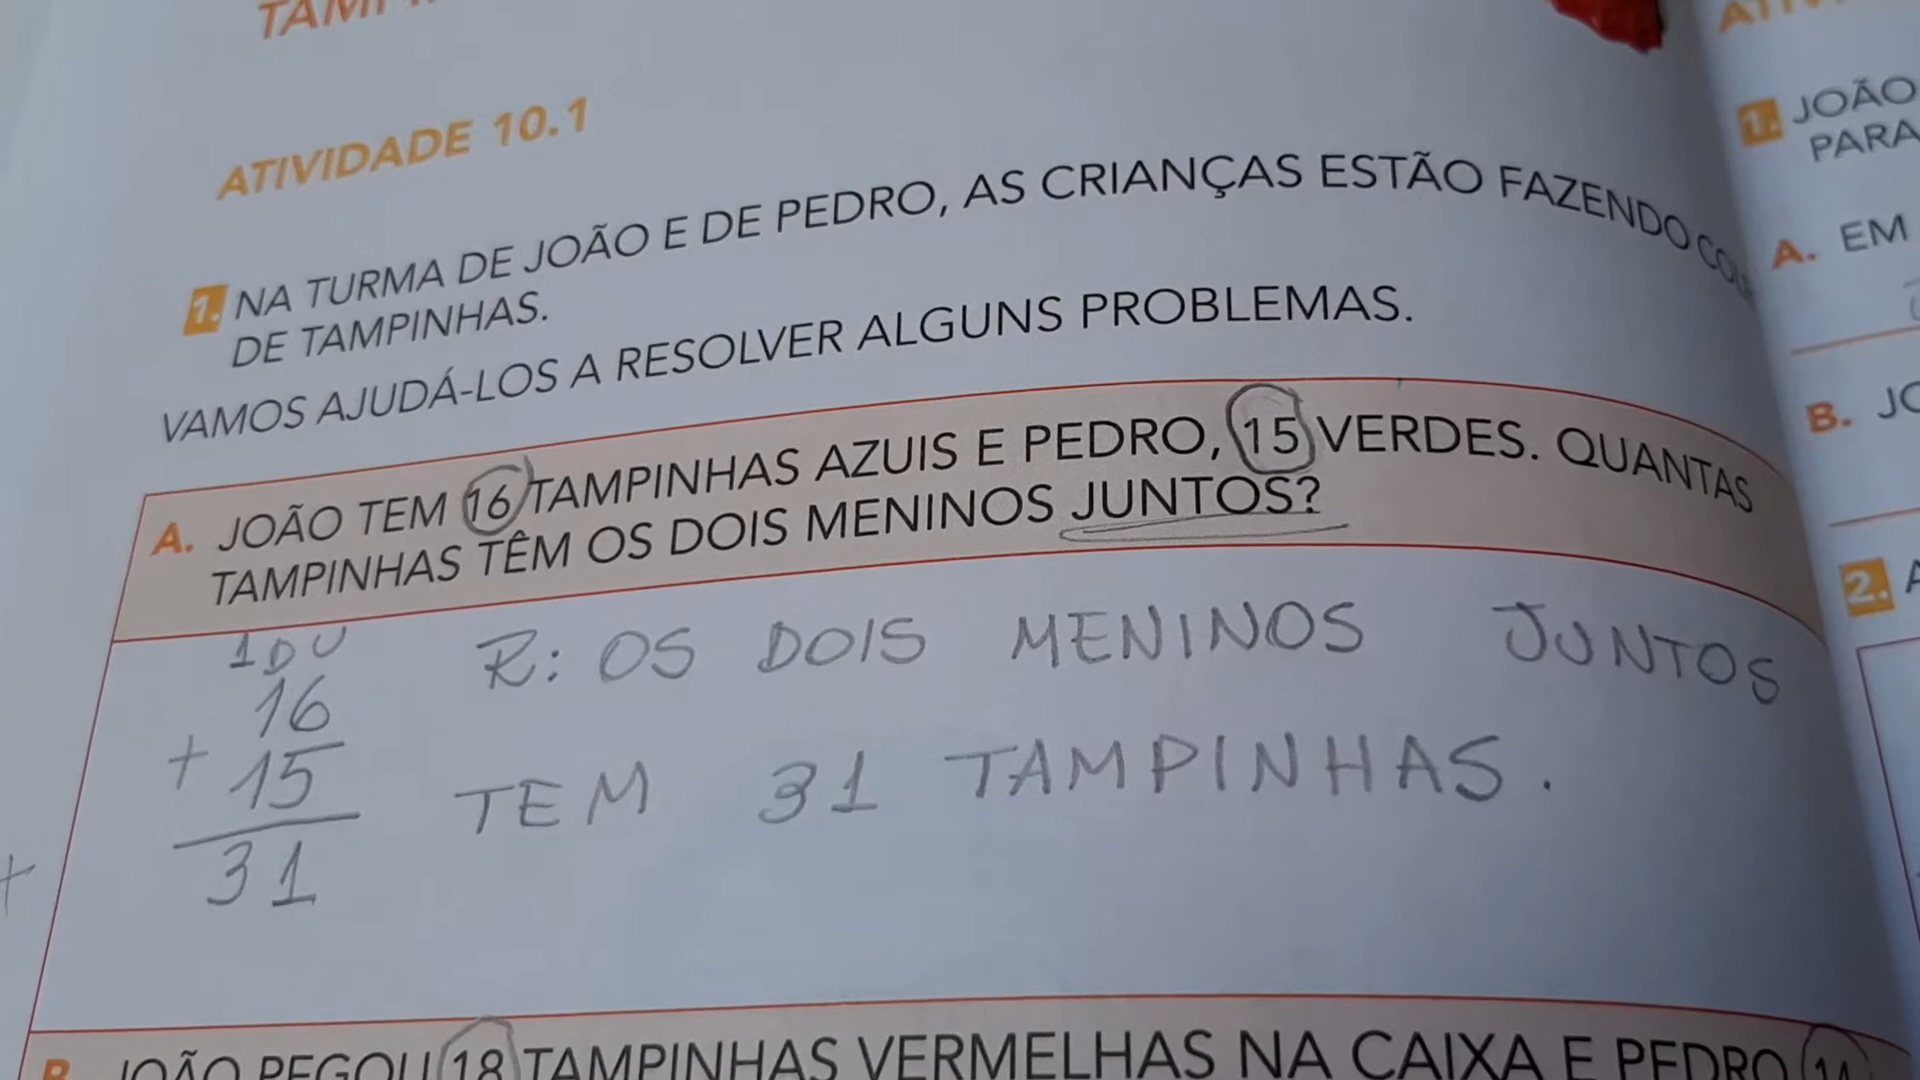 ATIVIDADE 10.1
1. NA TURMA DE JOÃO E DE PEDRO, AS CRIANÇAS ESTÃO FAZENDO
DE TAMPINHAS.
VAMOS AJUDÁ-LOS A RESOLVER ALGUNS PROBLEMAS.
A. JOÃO TEM 16 TAMPINHAS AZUIS E PEDRO, 15 VERDES. QUANTAS
TAMPINHAS TÊM OS DOIS MENINOS JUNTOS?
1 D U
16
+ 15
31
R: OS DOIS MENINOS JUNTOS
TEM 31 TAMPINHAS.
B. JOÃO PEGOU 18 TAMPINHAS VERMELHAS NA CAIXA E PEDRO 14
1. JOÃO
PARA
A. EM
B.
2.